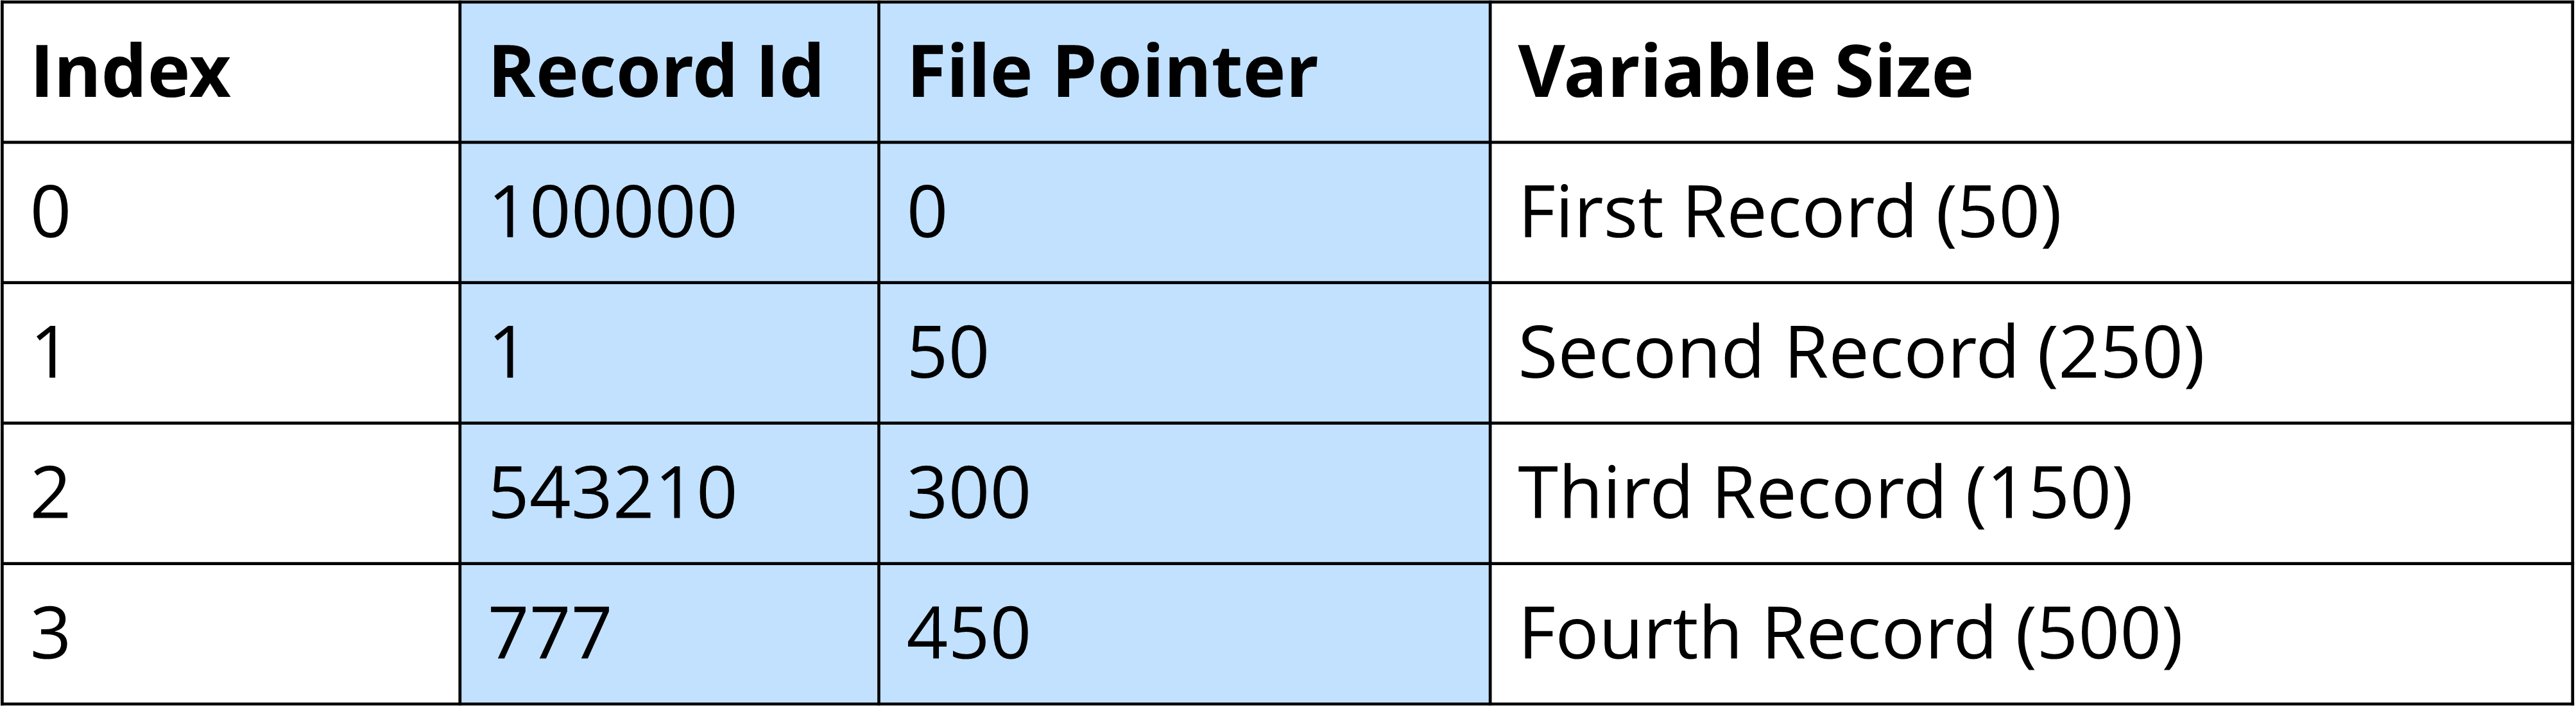 Index Record Id File Pointer Variable Size
0 100000 0 First Record (50)
1 1 50 Second Record (250)
2 543210 300 Third Record (150)
3 777 450 Fourth Record (500)